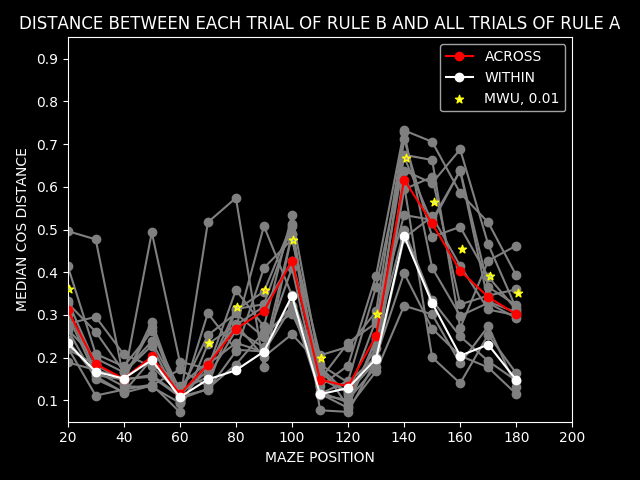 DISTANCE BETWEEN EACH TRIAL OF RULE B AND ALL TRIALS OF RULE A
ACROSS
WITHIN
MWU, 0.01
MEDIAN COS DISTANCE
0.9
0.8
0.7
0.6
0.5
0.4
0.3
0.2
0.1
20 40 60 80 100 120 140 160 180 200
MAZE POSITION